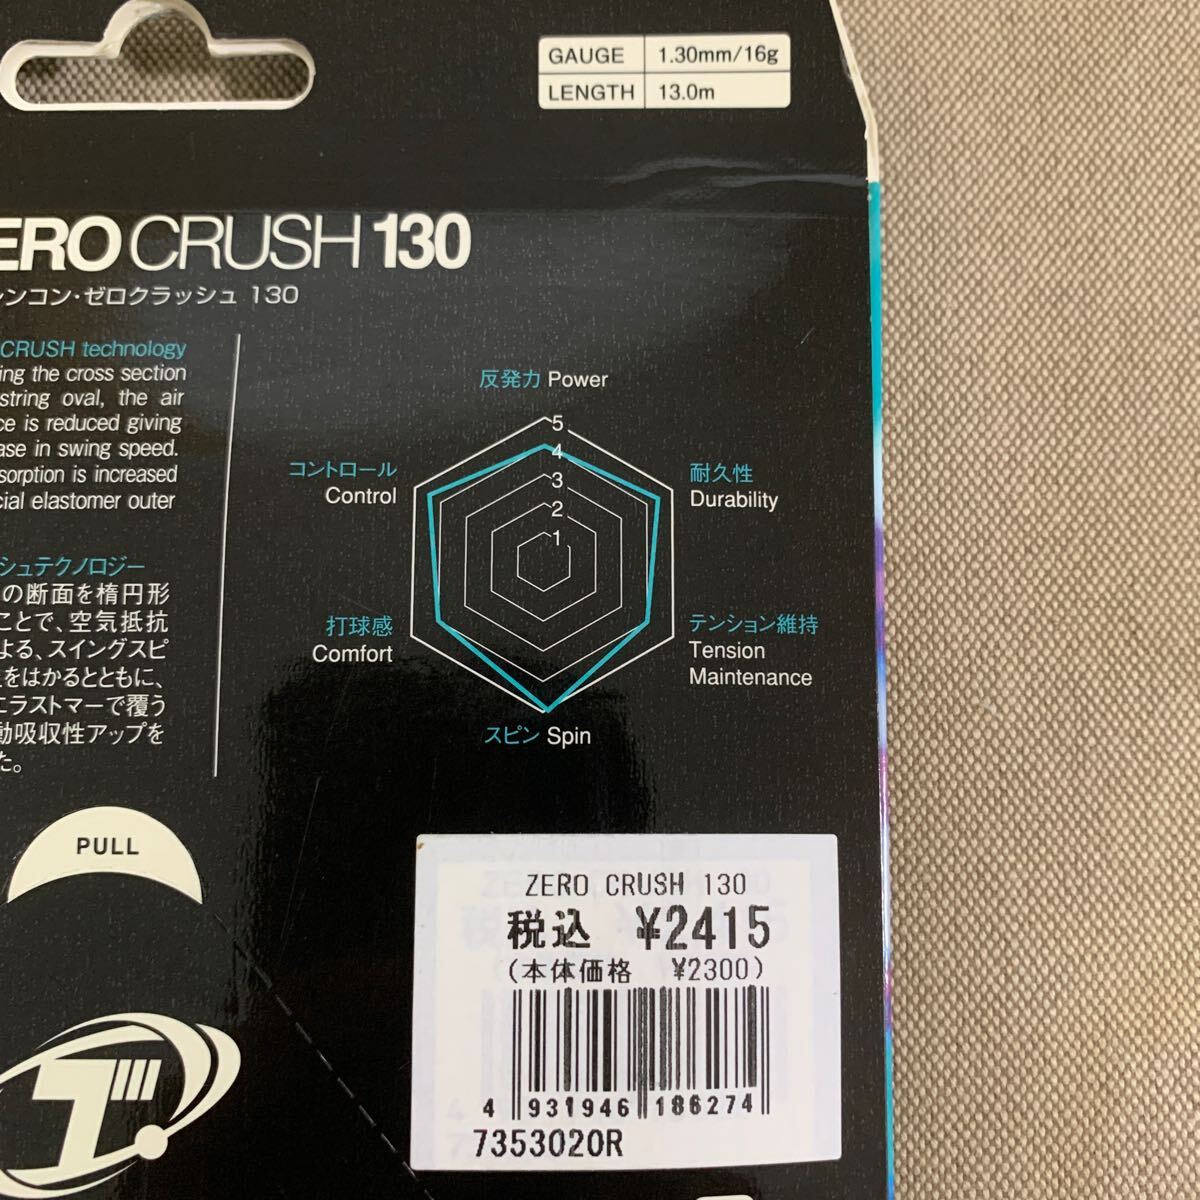 GAUGE 1.30mm/16g
LENGTH 13.0m
ERO CRUSH 130
ンコン・ゼロクラッシュ 130
CRUSH technology
ing the cross section
string oval, the air
ce is reduced giving
ase in swing speed.
sorption is increased
cial elastomer outer
シュテクノロジー
の断面を楕円形
ことで、空気抵抗
よる、スイングスピ
をはかるとともに、
エラストマーで覆う
動吸収性アップを
た。
反発力 Power
5
4
3
2
1
コントロール
Control
耐久性
Durability
打球感
Comfort
テンション維持
Tension
Maintenance
スピン Spin
PULL
ZERO CRUSH 130
税込 ¥2415
(本体価格 ¥2300)
4 931946 186274
7353020R